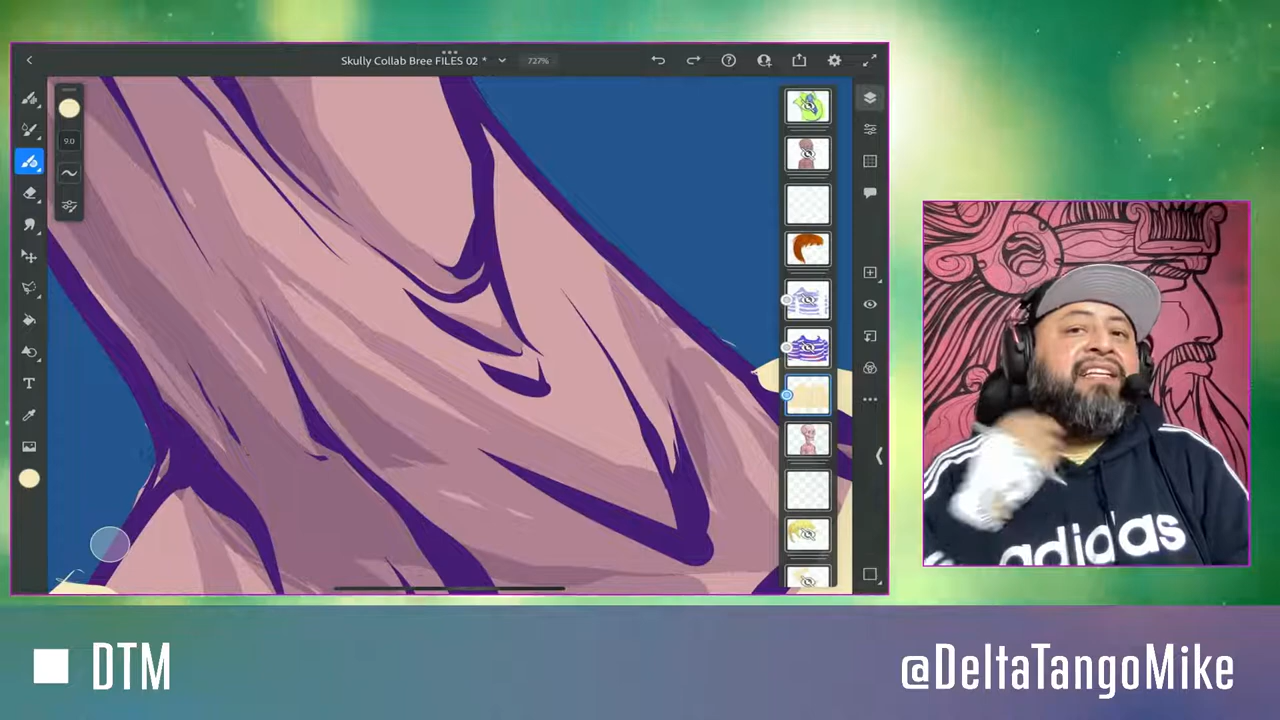 Skully Collab Bree FILES 02 *
727%
9.0
T
adidas
DTM
@DeltaTangoMike